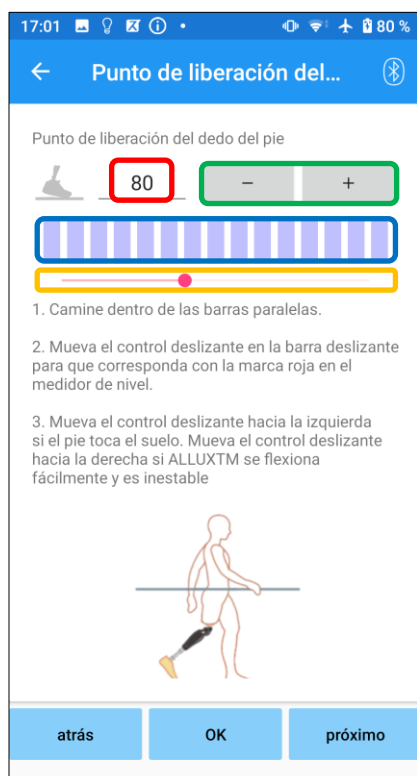 17:01 80 %
Punto de liberación del...
Punto de liberación del dedo del pie
80 − +
1. Camine dentro de las barras paralelas.
2. Mueva el control deslizante en la barra deslizante
para que corresponda con la marca roja en el
medidor de nivel.
3. Mueva el control deslizante hacia la izquierda
si el pie toca el suelo. Mueva el control deslizante
hacia la derecha si ALLUXTM se flexiona
fácilmente y es inestable
atrás OK próximo